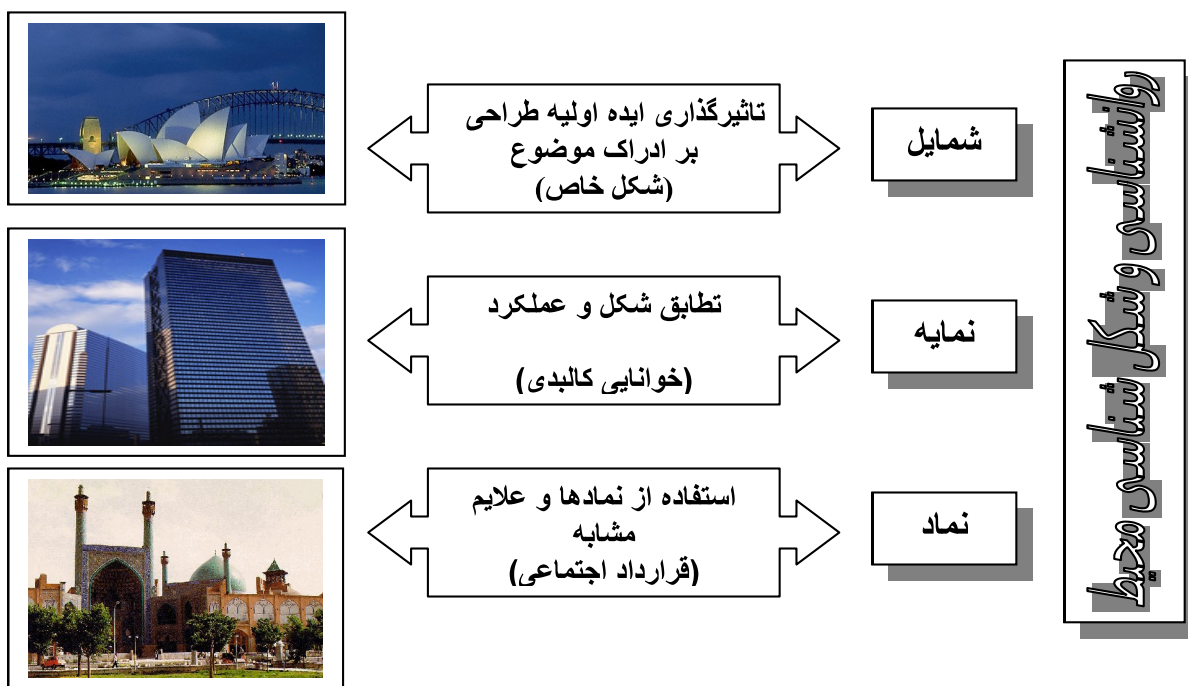 روانشناسی و شکل شناسی محیط
شمایل
تاثیرگذاری ایده اولیه طراحی
بر ادراک موضوع
(شکل خاص)
نمایه
تطابق شکل و عملکرد
(خوانایی کالبدی)
نماد
استفاده از نمادها و علایم
مشابه
(قرارداد اجتماعی)